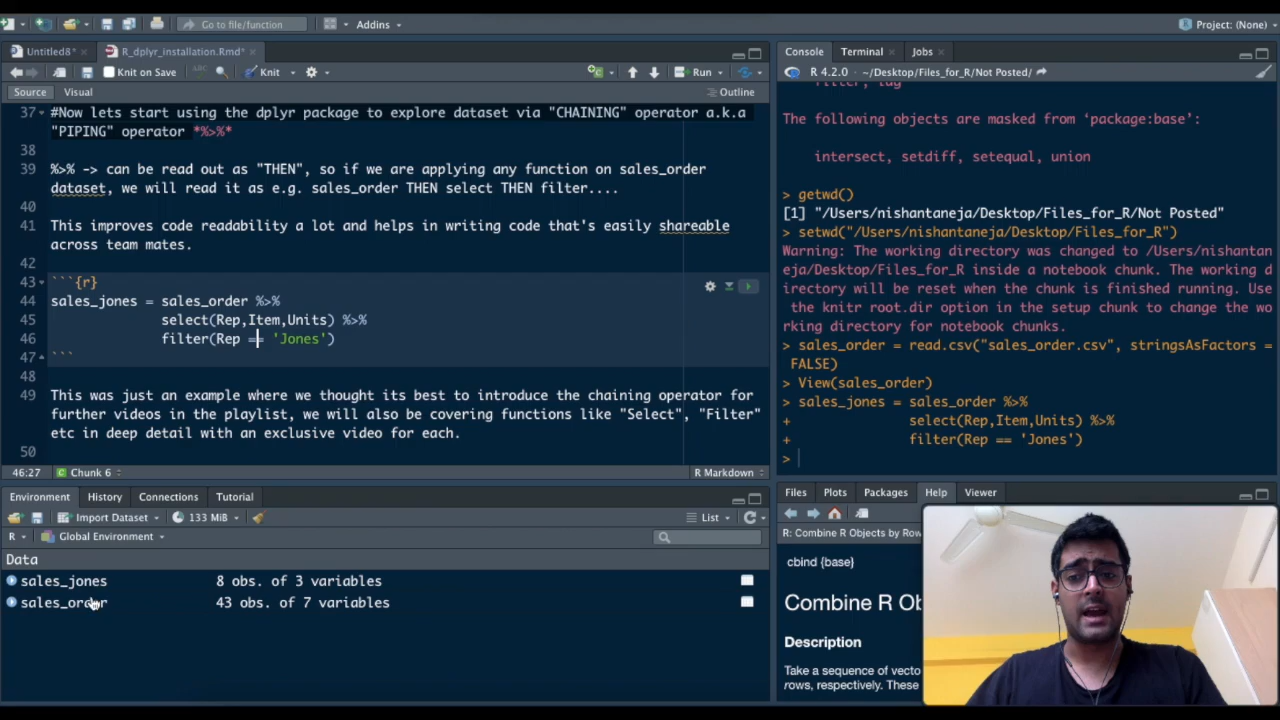 Go to file/function
Addins
Project: (None)
Untitled8*
R_dplyr_installation.Rmd*
Knit on Save
ABC
Knit
Run
Source
Visual
Outline
37 #Now lets start using the dplyr package to explore dataset via "CHAINING" operator a.k.a
"PIPING" operator *%>%*
38
39 %>% -> can be read out as "THEN", so if we are applying any function on sales_order
dataset, we will read it as e.g. sales_order THEN select THEN filter....
40
41 This improves code readability a lot and helps in writing code that's easily shareable
across team mates.
42
43 ```{r}
44 sales_jones = sales_order %>%
45 select(Rep,Item,Units) %>%
46 filter(Rep == 'Jones')
47 ```
48
49 This was just an example where we thought its best to introduce the chaining operator for
further videos in the playlist, we will also be covering functions like "Select", "Filter"
etc in deep detail with an exclusive video for each.
50
46:27
Chunk 6
R Markdown
Environment
History
Connections
Tutorial
Import Dataset
133 MiB
List
R
Global Environment
Data
sales_jones 8 obs. of 3 variables
sales_order 43 obs. of 7 variables
Console
Terminal
Jobs
R 4.2.0 · ~/Desktop/Files_for_R/Not Posted/
filter, lag
The following objects are masked from ‘package:base’:
intersect, setdiff, setequal, union
> getwd()
[1] "/Users/nishantaneja/Desktop/Files_for_R/Not Posted"
> setwd("/Users/nishantaneja/Desktop/Files_for_R")
Warning: The working directory was changed to /Users/nishantan
eja/Desktop/Files_for_R inside a notebook chunk. The working d
irectory will be reset when the chunk is finished running. Use
the knitr root.dir option in the setup chunk to change the wo
rking directory for notebook chunks.
> sales_order = read.csv("sales_order.csv", stringsAsFactors =
FALSE)
> View(sales_order)
> sales_jones = sales_order %>%
+ select(Rep,Item,Units) %>%
+ filter(Rep == 'Jones')
>
Files
Plots
Packages
Help
Viewer
R: Combine R Objects by Row
cbind {base}
Combine R Ob
Description
Take a sequence of vecto
rows, respectively. These